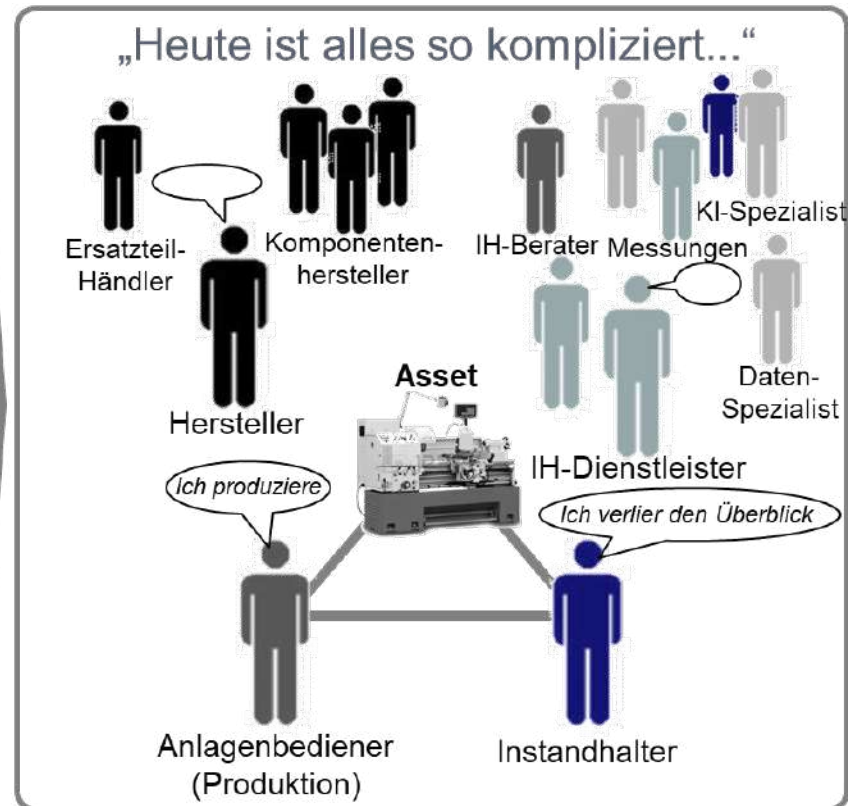 „Heute ist alles so kompliziert...“
Ersatzteil-
Händler
Komponenten-
hersteller
IH-Berater
Messungen
KI-Spezialist
Hersteller
Asset
IH-Dienstleister
Daten-
Spezialist
Ich produziere
Ich verlier den Überblick
Anlagenbediener
(Produktion)
Instandhalter